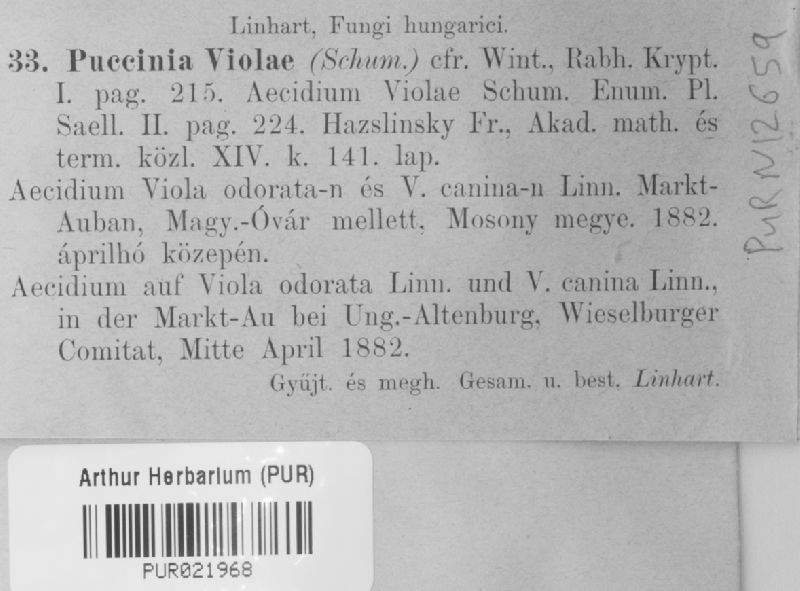 Linhart, Fungi hungarici.
33. Puccinia Violae (Schum.) cfr. Wint., Rabh. Krypt.
I. pag. 215. Aecidium Violae Schum. Enum. Pl.
Saell. II. pag. 224. Hazslinsky Fr., Akad. math. és
term. közl. XIV. k. 141. lap.
Aecidium Viola odorata-n és V. canina-n Linn. Markt-
Auban, Magy.-Óvár mellett, Mosony megye. 1882.
áprilhó közepén.
Aecidium auf Viola odorata Linn. und V. canina Linn.,
in der Markt-Au bei Ung.-Altenburg, Wieselburger
Comitat, Mitte April 1882.
Gyűjt. és megh. Gesam. u. best. Linhart.
PUR N12659
Arthur Herbarium (PUR)
PUR021968